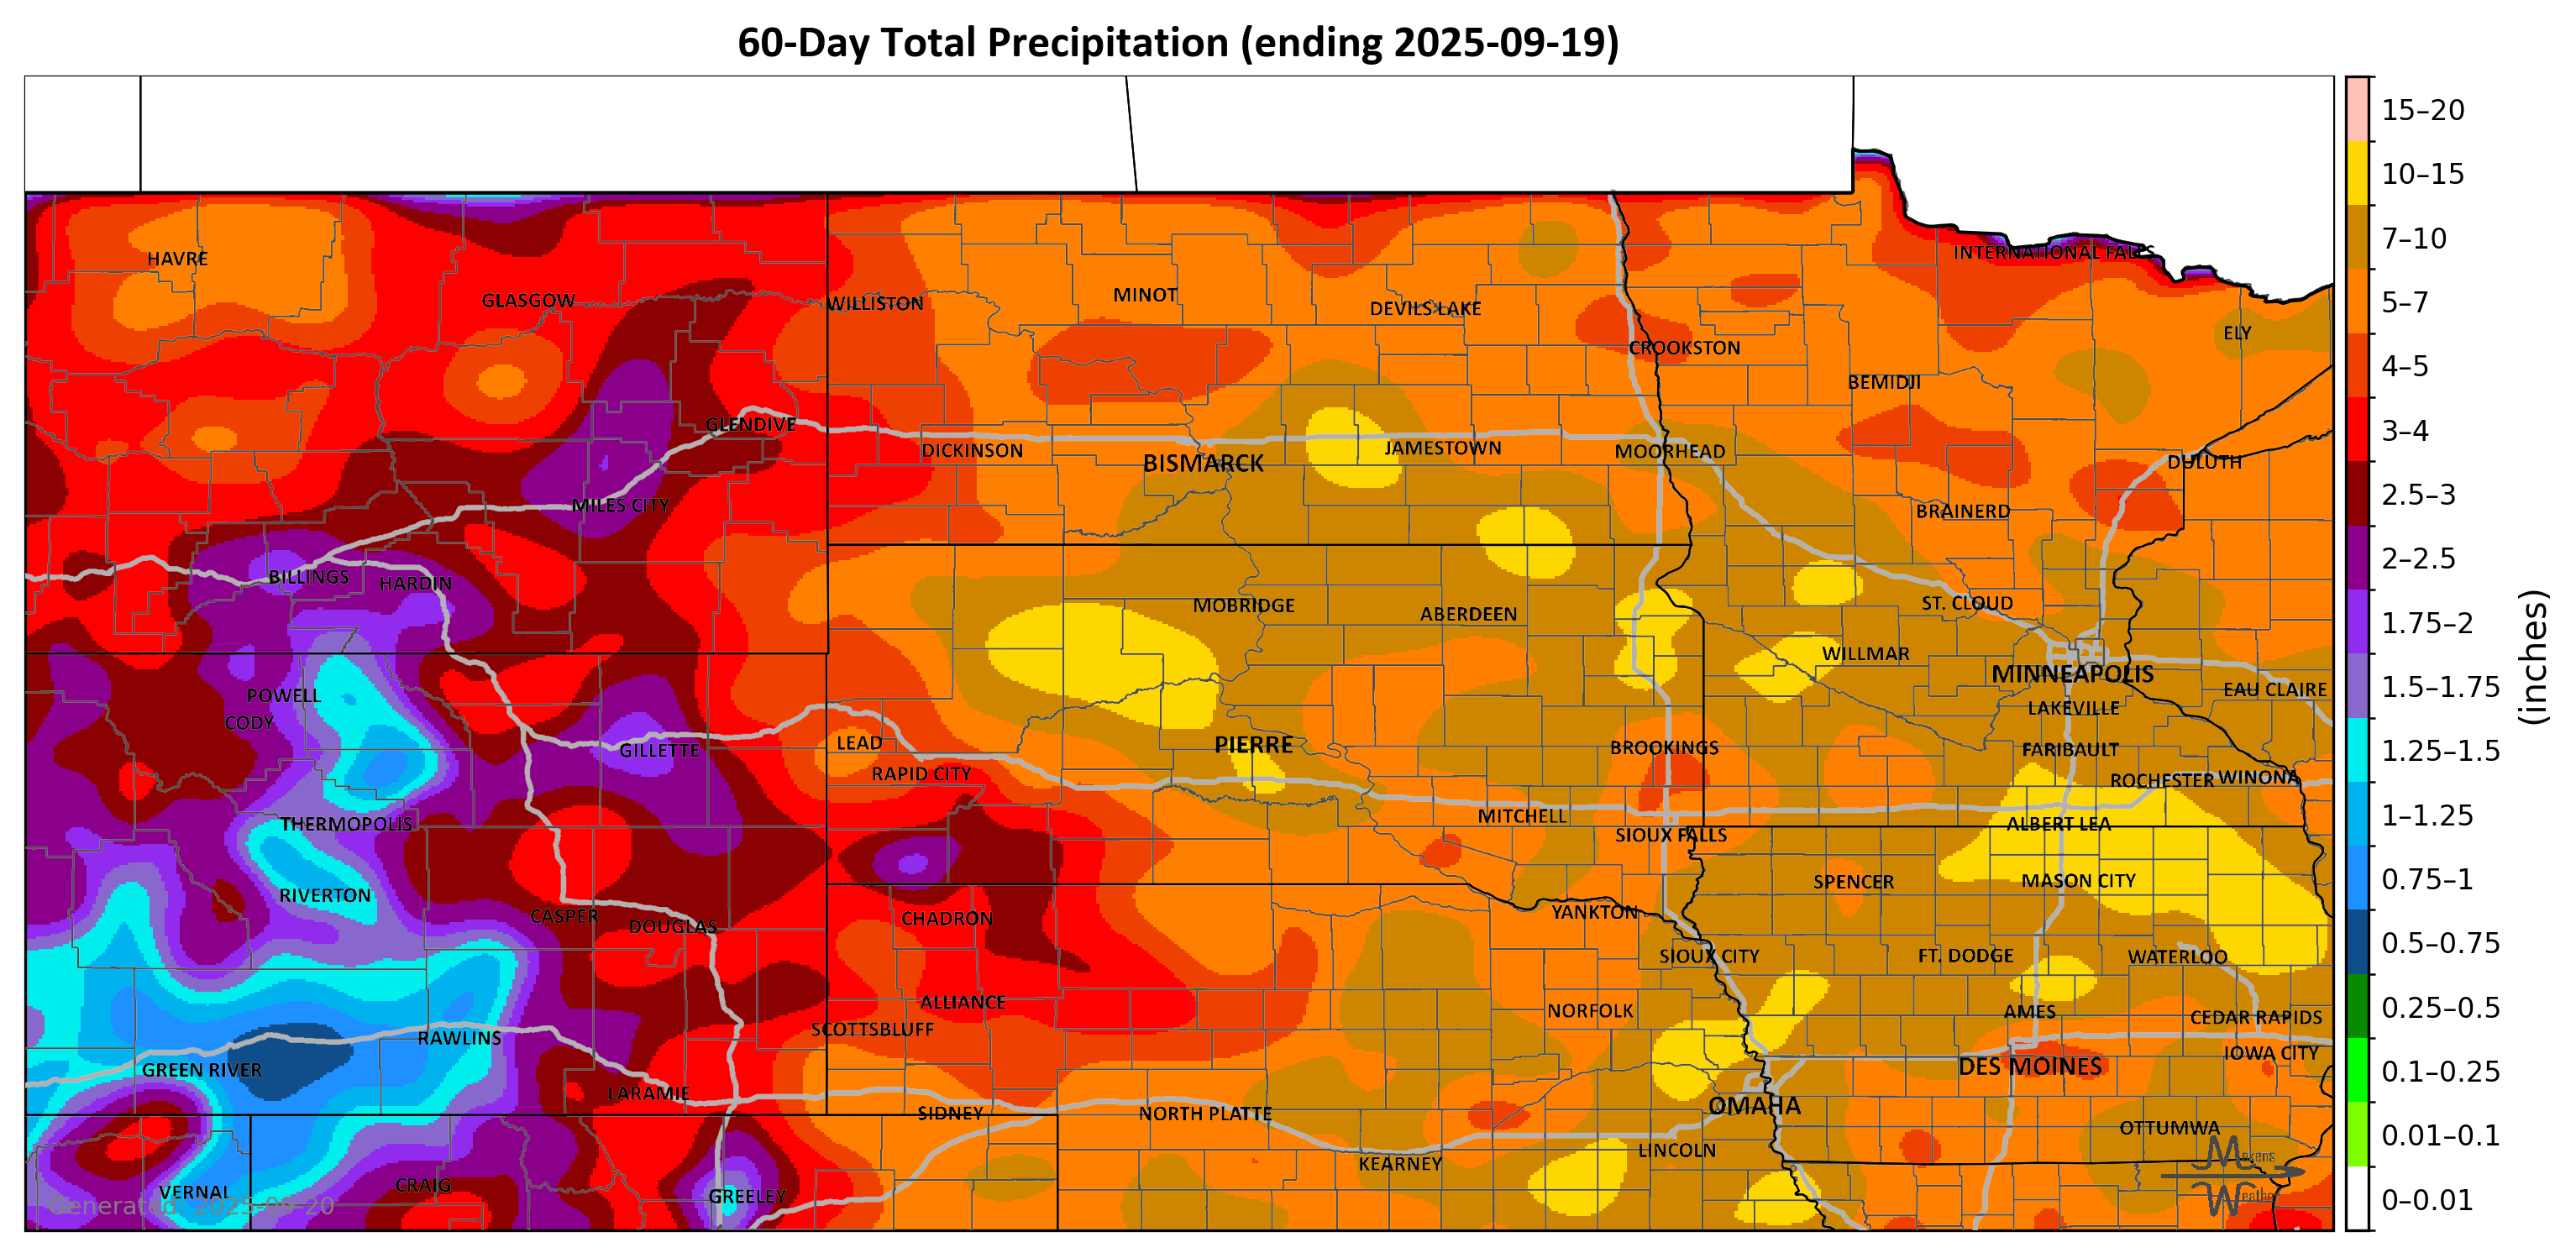 60-Day Total Precipitation (ending 2025-09-19)
INTERNATIONAL FALLS
HAVRE
GLASGOW
WILLISTON
MINOT
DEVILS LAKE
ELY
CROOKSTON
BEMIDJI
GLENDIVE
DICKINSON
BISMARCK
JAMESTOWN
MOORHEAD
DULUTH
MILES CITY
BRAINERD
BILLINGS
HARDIN
MOBRIDGE
ABERDEEN
ST. CLOUD
WILLMAR
MINNEAPOLIS
POWELL
EAU CLAIRE
CODY
LAKEVILLE
GILLETTE
LEAD
PIERRE
BROOKINGS
FARIBAULT
RAPID CITY
ROCHESTER
WINONA
THERMOPOLIS
MITCHELL
ALBERT LEA
SIOUX FALLS
RIVERTON
SPENCER
MASON CITY
CASPER
DOUGLAS
CHADRON
YANKTON
SIOUX CITY
FT. DODGE
WATERLOO
ALLIANCE
NORFOLK
AMES
CEDAR RAPIDS
SCOTTSBLUFF
RAWLINS
IOWA CITY
GREEN RIVER
DES MOINES
LARAMIE
SIDNEY
NORTH PLATTE
OMAHA
OTTUMWA
KEARNEY
LINCOLN
VERNAL
CRAIG
GREELEY
Generated: 2025-09-20
Makens
Weather
15–20
10–15
7–10
5–7
4–5
3–4
2.5–3
2–2.5
1.75–2
1.5–1.75
1.25–1.5
1–1.25
0.75–1
0.5–0.75
0.25–0.5
0.1–0.25
0.01–0.1
0–0.01
(inches)